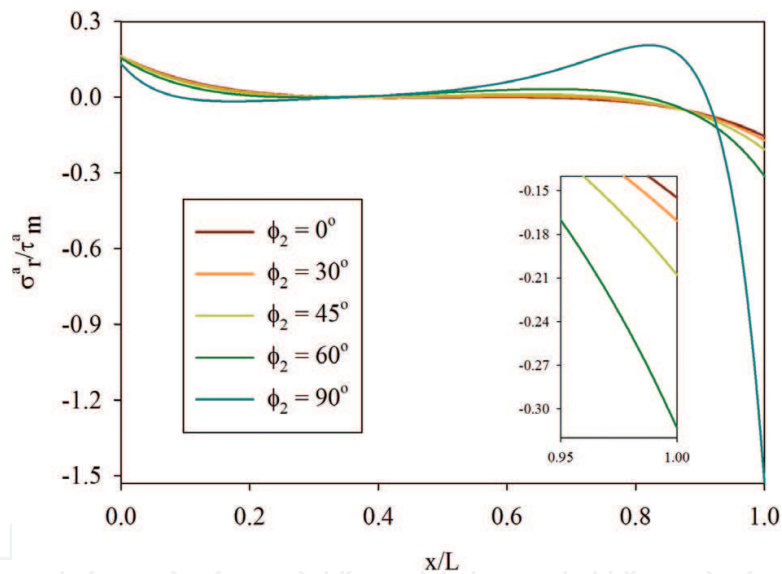 0.3
0.0
-0.3
-0.6
-0.9
-1.2
-1.5
σᵃᵣ/τᵃm
ϕ₂ = 0°
ϕ₂ = 30°
ϕ₂ = 45°
ϕ₂ = 60°
ϕ₂ = 90°
-0.15
-0.18
-0.21
-0.24
-0.27
-0.30
0.95 1.00
0.0 0.2 0.4 0.6 0.8 1.0
x/L